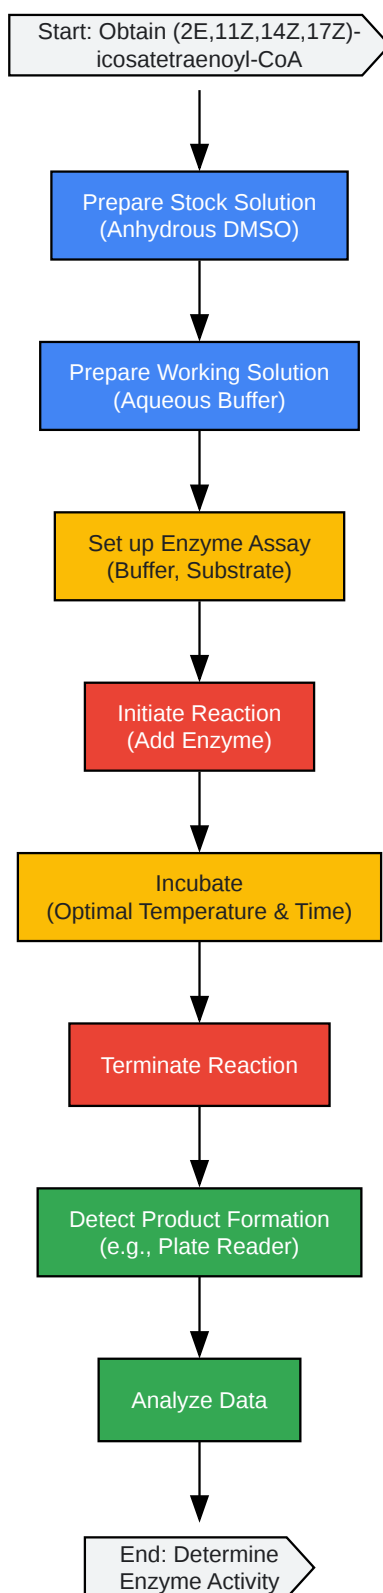 Start: Obtain (2E,11Z,14Z,17Z)-
icosatetraenoyl-CoA
Prepare Stock Solution
(Anhydrous DMSO)
Prepare Working Solution
(Aqueous Buffer)
Set up Enzyme Assay
(Buffer, Substrate)
Initiate Reaction
(Add Enzyme)
Incubate
(Optimal Temperature & Time)
Terminate Reaction
Detect Product Formation
(e.g., Plate Reader)
Analyze Data
End: Determine
Enzyme Activity